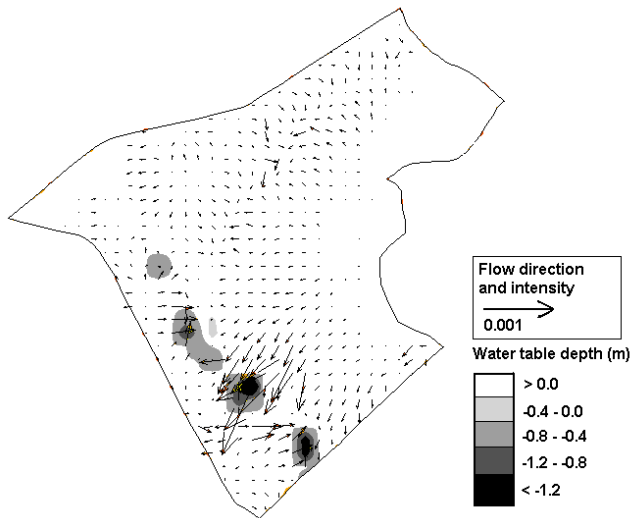 Flow direction
and intensity
0.001
Water table depth (m)
> 0.0
-0.4 - 0.0
-0.8 - -0.4
-1.2 - -0.8
< -1.2